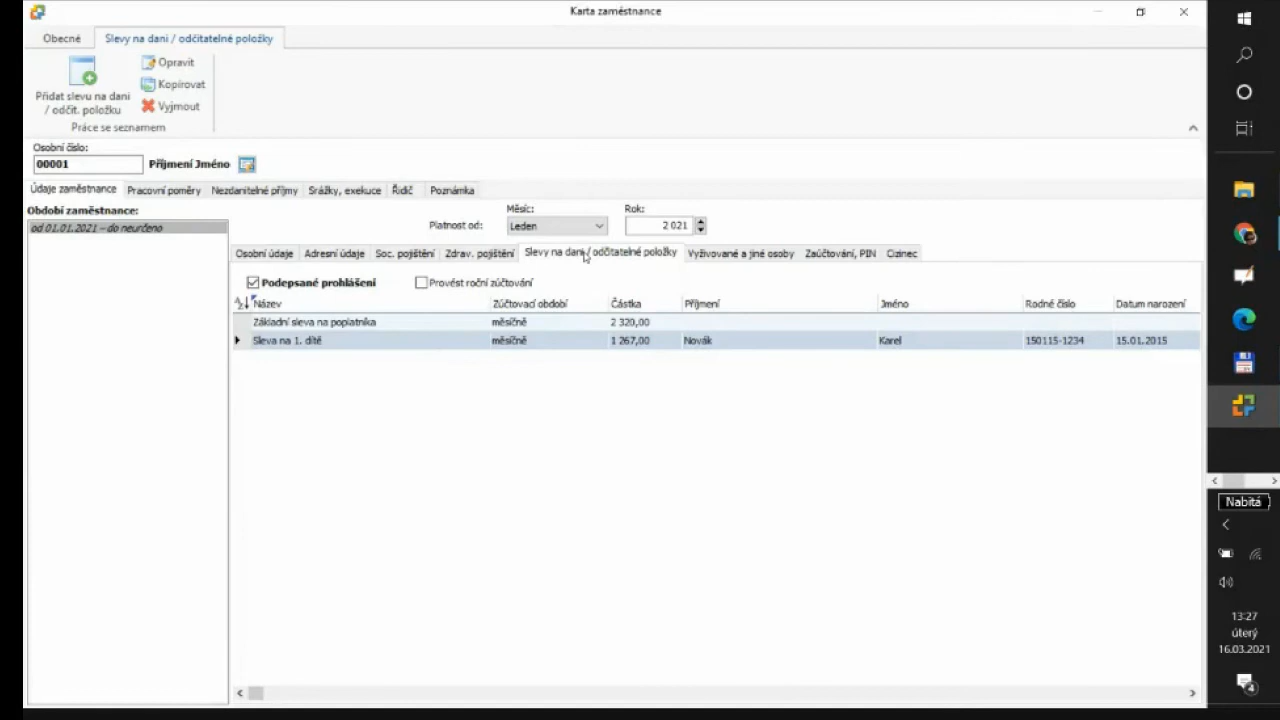 Karta zaměstnance
Obecné Slevy na dani / odčitatelné položky
Přidat slevu na dani / odčit. položku
Opravit
Kopírovat
Vyjmout
Práce se seznamem
Osobní číslo:
00001 Příjmení Jméno
Údaje zaměstnance Pracovní poměry Nezdanitelné příjmy Srážky, exekuce Řidič Poznámka
Období zaměstnance:
od 01.01.2021 – do neurčeno
Měsíc: Rok:
Platnost od: Leden 2 021
Osobní údaje Adresní údaje Soc. pojištění Zdrav. pojištění Slevy na dani / odčitatelné položky Vyživované a jiné osoby Zaúčtování, PIN Cizinec
Podepsané prohlášení Provést roční zúčtování
Název Zúčtovací období Částka Příjmení Jméno Rodné číslo Datum narození
Základní sleva na poplatníka měsíčně 2 320,00
Sleva na 1. dítě měsíčně 1 267,00 Novák Karel 150115-1234 15.01.2015
Nabitá
13:27
úterý
16.03.2021
4